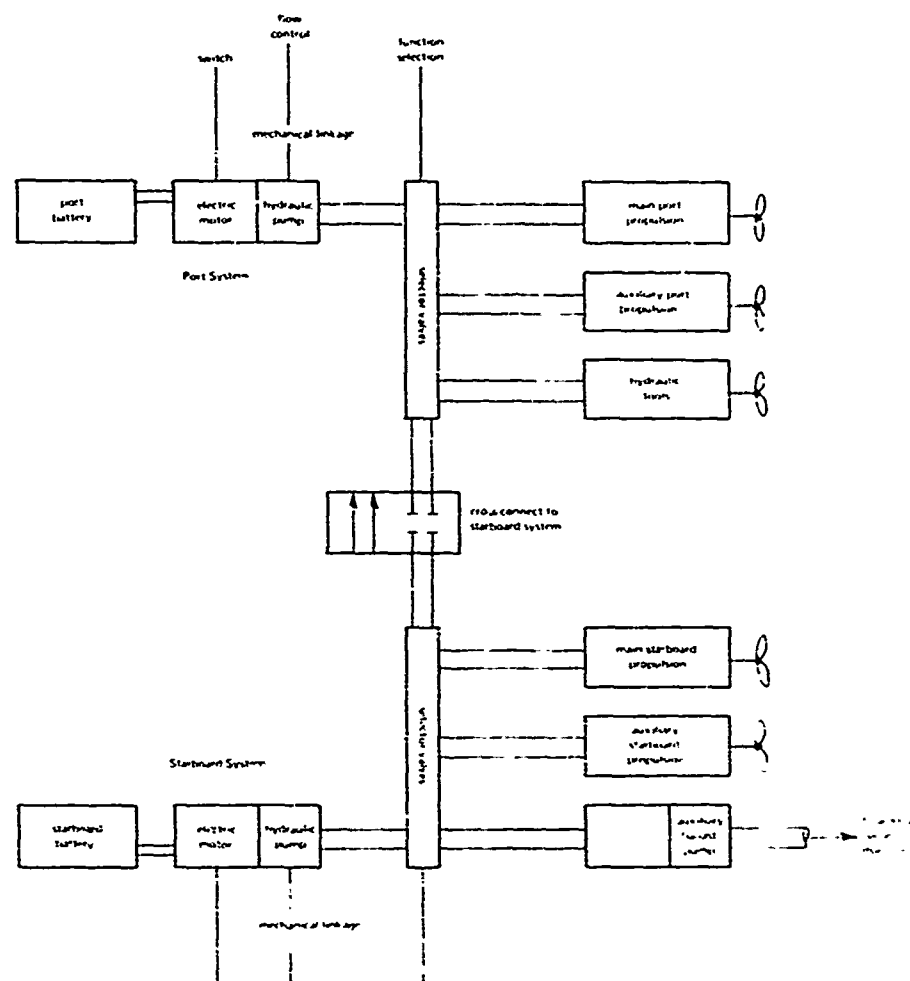 flow
control
switch
function
selection
mechanical linkage
port
battery
electric
motor
hydraulic
pump
main port
propulsion
Port System
selector valves
auxiliary port
propulsion
hydraulic
cross connect to
starboard system
main starboard
propulsion
selector valves
auxiliary
starboard
propulsion
Starboard System
starboard
battery
electric
motor
hydraulic
pump
auxiliary
pump
mechanical linkage